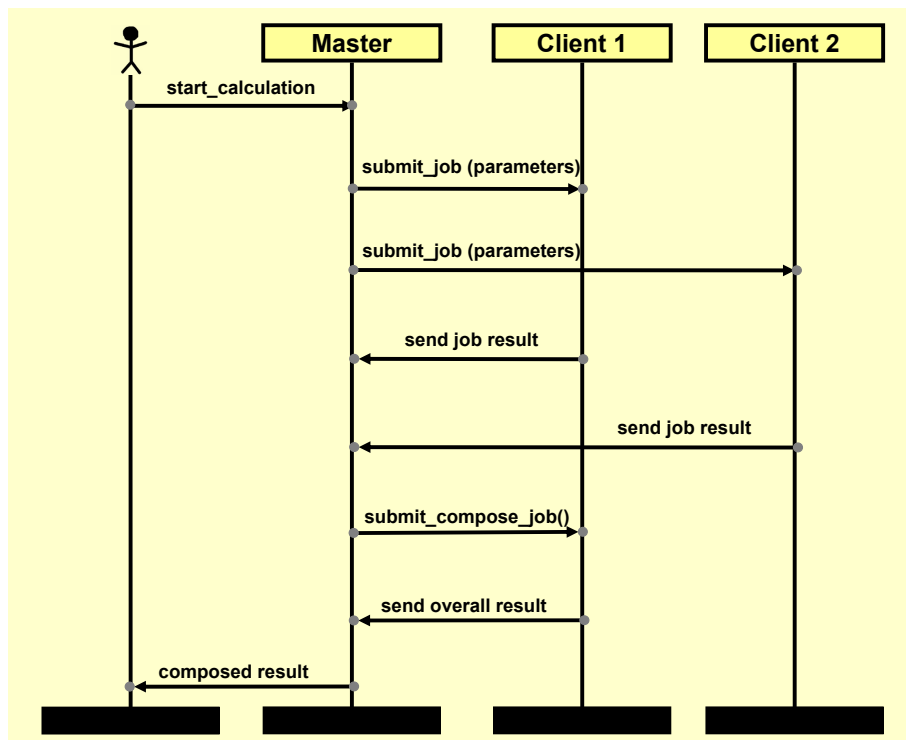 Master
Client 1
Client 2
start_calculation
submit_job (parameters)
submit_job (parameters)
send job result
send job result
submit_compose_job()
send overall result
composed result